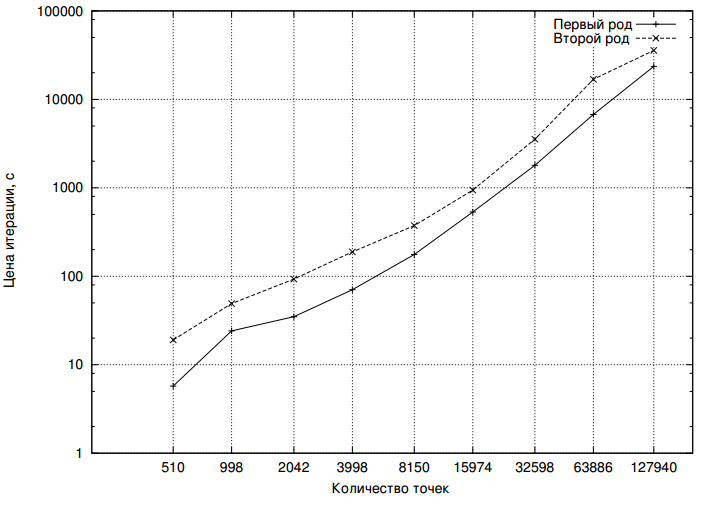 100000
Первый род
Второй род
10000
1000
100
10
1
Цена итерации, с
510 998 2042 3998 8150 15974 32598 63886 127940
Количество точек